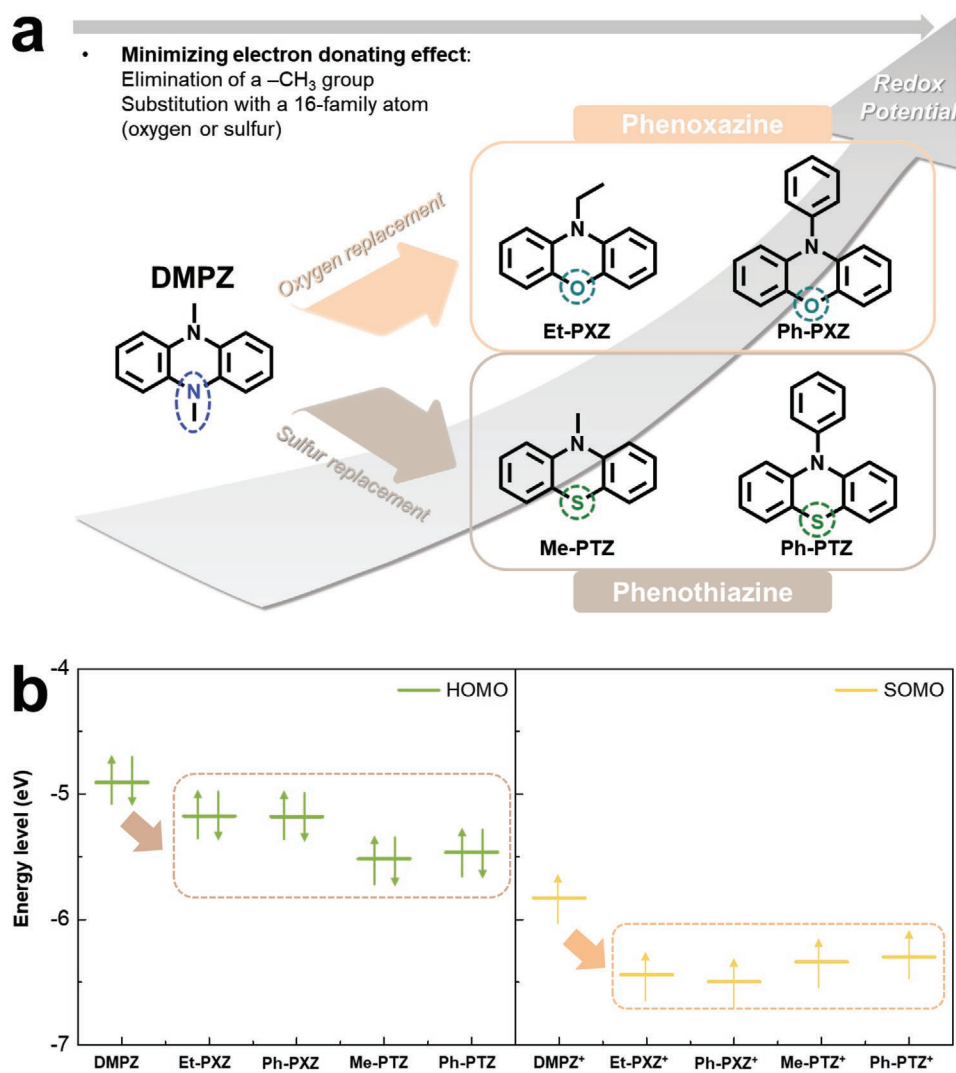 a
• Minimizing electron donating effect:
Elimination of a –CH₃ group
Substitution with a 16-family atom
(oxygen or sulfur)
Redox
Potential
Phenoxazine
Oxygen replacement
DMPZ
N
N
N
O
Et-PXZ
N
O
Ph-PXZ
Sulfur replacement
N
S
Me-PTZ
N
S
Ph-PTZ
Phenothiazine
b
HOMO
SOMO
Energy level (eV)
-4
-5
-6
-7
DMPZ Et-PXZ Ph-PXZ Me-PTZ Ph-PTZ DMPZ⁺ Et-PXZ⁺ Ph-PXZ⁺ Me-PTZ⁺ Ph-PTZ⁺